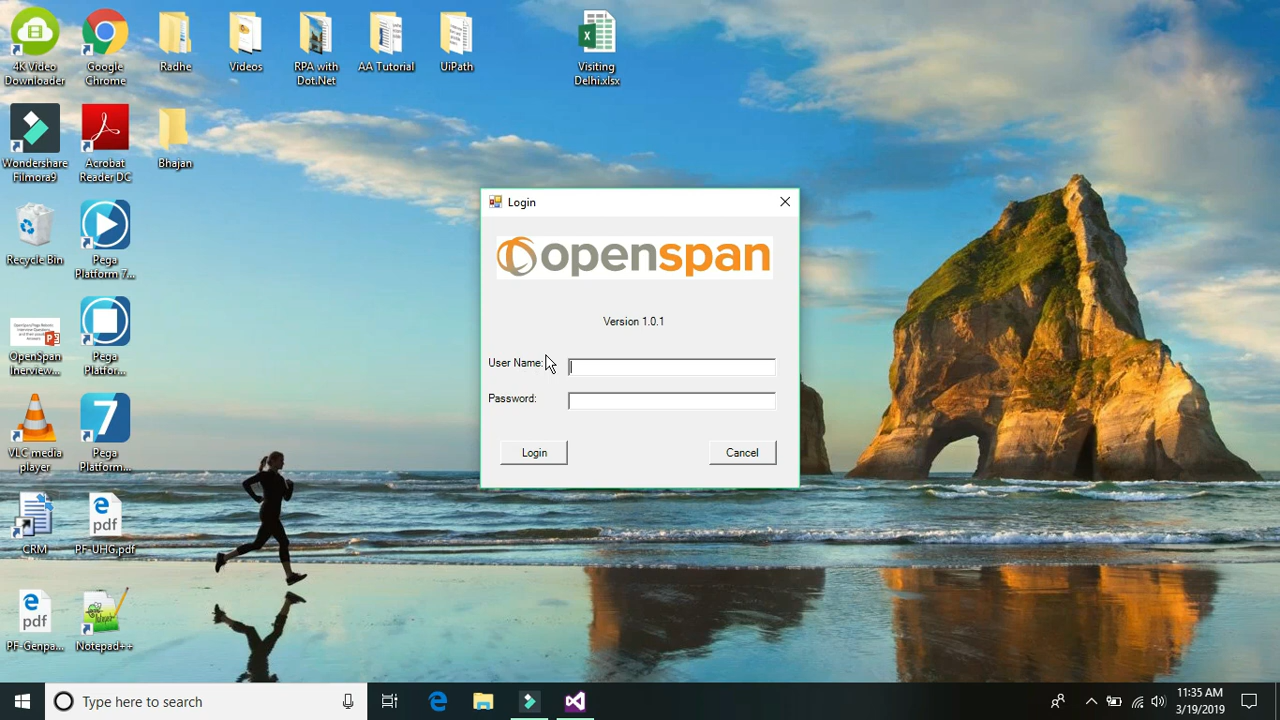 4K Video
Downloader
Google
Chrome
Radhe
Videos
RPA with
Dot.Net
AA Tutorial
UiPath
Visiting
Delhi.xlsx
Wondershare
Filmora9
Acrobat
Reader DC
Bhajan
Recycle Bin
Pega
Platform 7...
OpenSpan
Inerview...
Pega
Platfor...
VLC media
player
7
Pega
Platform...
CRM
pdf
PF-UHG.pdf
pdf
PF-Genpa...
Notepad++
Login
openspan
Version 1.0.1
User Name:
Password:
Login
Cancel
Type here to search
11:35 AM
3/19/2019